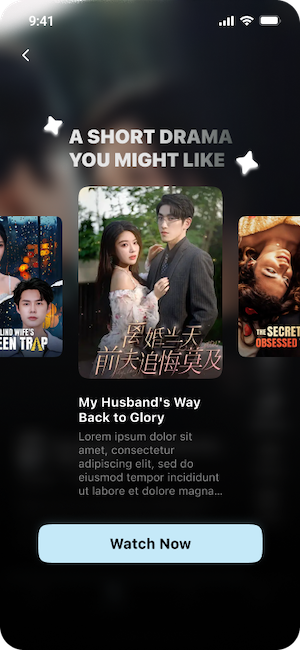 9:41
A SHORT DRAMA
YOU MIGHT LIKE
LIND WIFE'S
EEN TRAP
离婚当天
前夫追悔莫及
THE SECRET
OBSESSED
My Husband's Way
Back to Glory
Lorem ipsum dolor sit
amet, consectetur
adipiscing elit, sed do
eiusmod tempor incididunt
ut labore et dolore magna...
Watch Now